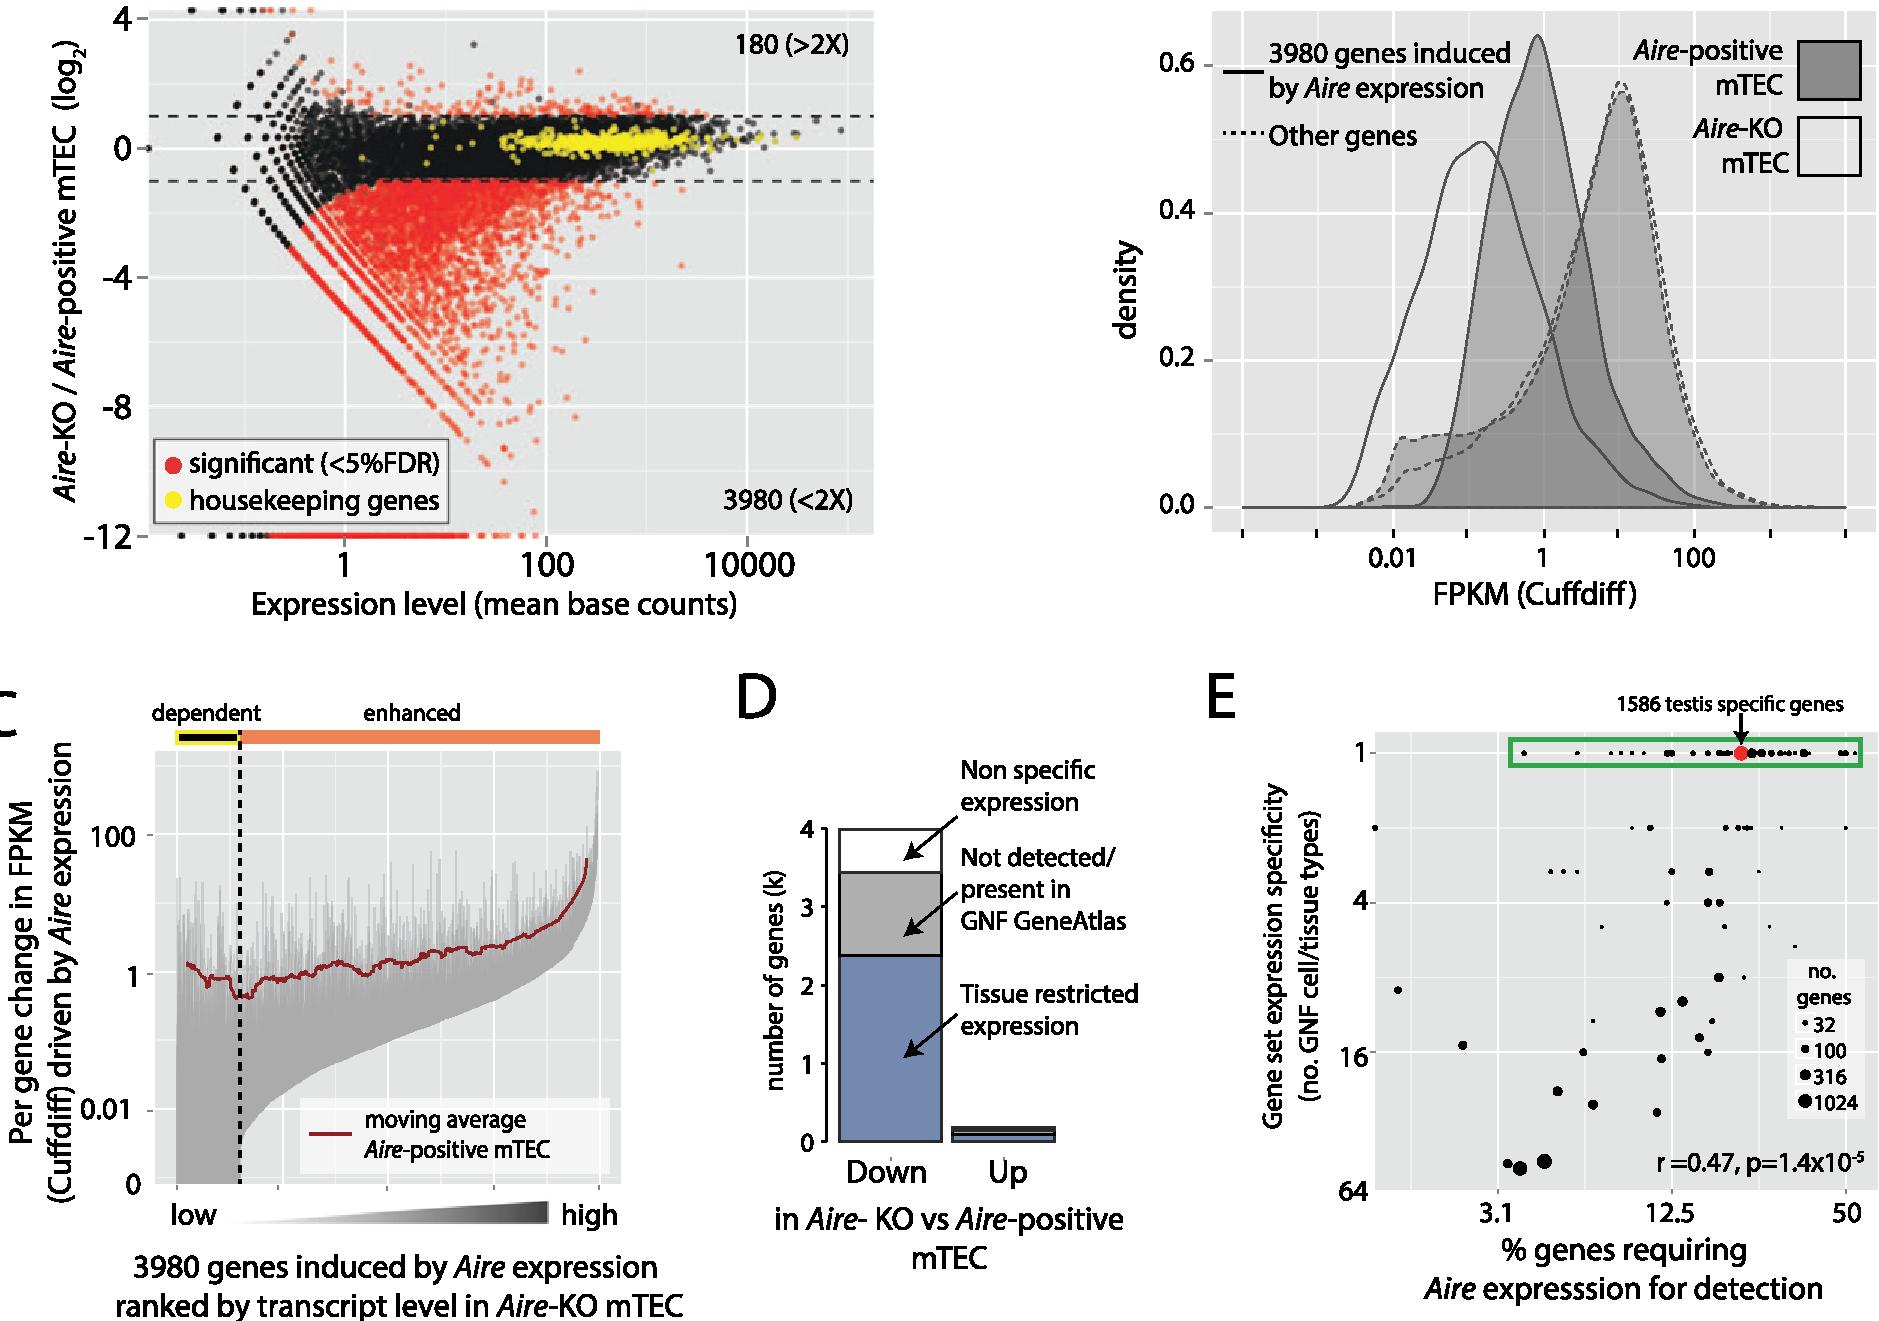 4
0
-4
-8
-12
Aire-KO / Aire-positive mTEC (log2)
180 (>2X)
3980 (<2X)
significant (<5%FDR)
housekeeping genes
1
100
10000
Expression level (mean base counts)
0.6
0.4
0.2
0.0
density
3980 genes induced
by Aire expression
Other genes
Aire-positive
mTEC
Aire-KO
mTEC
0.01
1
100
FPKM (Cuffdiff)
dependent
enhanced
Per gene change in FPKM
(Cuffdiff) driven by Aire expression
100
1
0.01
0
moving average
Aire-positive mTEC
low
high
3980 genes induced by Aire expression
ranked by transcript level in Aire-KO mTEC
D
number of genes (k)
4
3
2
1
0
Non specific
expression
Not detected/
present in
GNF GeneAtlas
Tissue restricted
expression
Down
Up
in Aire- KO vs Aire-positive
mTEC
E
1586 testis specific genes
Gene set expression specificity
(no. GNF cell/tissue types)
1
4
16
64
no.
genes
32
100
316
1024
r =0.47, p=1.4x10-5
3.1
12.5
50
% genes requiring
Aire expresssion for detection